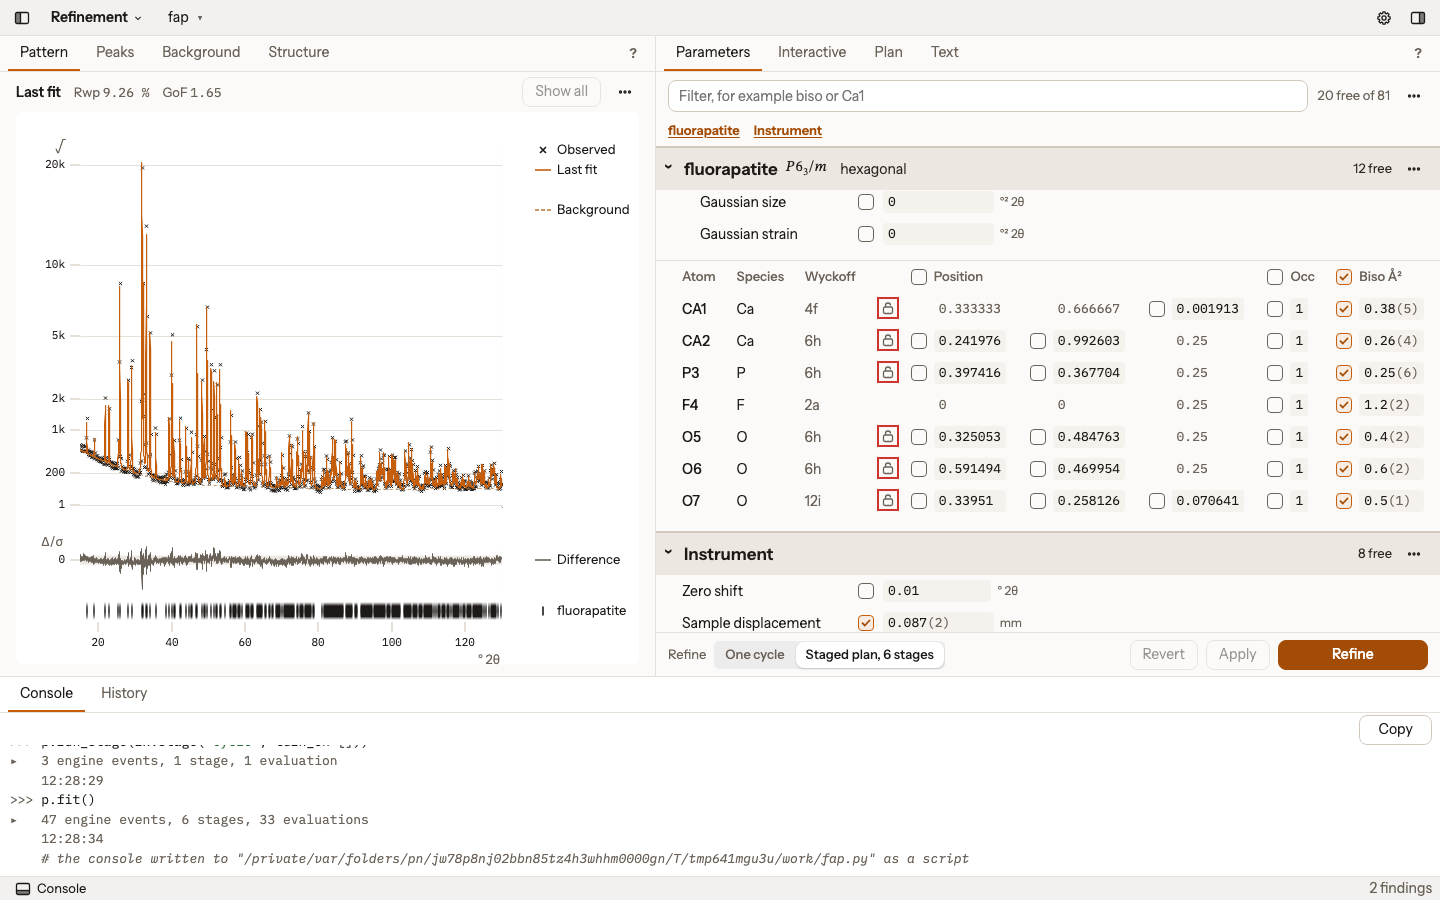 Refinement fap
Pattern Peaks Background Structure ?
Parameters Interactive Plan Text ?
Last fit Rwp 9.26 % GoF 1.65 Show all
Filter, for example biso or Ca1 20 free of 81
fluorapatite Instrument
√
20k
10k
5k
2k
1k
200
1
Δ/σ
0
20 40 60 80 100 120
°2θ
Observed
Last fit
Background
Difference
fluorapatite
fluorapatite P6₃/m hexagonal 12 free
Gaussian size 0 °² 2θ
Gaussian strain 0 °² 2θ
Atom Species Wyckoff Position Occ Biso Å²
CA1 Ca 4f 0.333333 0.666667 0.001913 1 0.38(5)
CA2 Ca 6h 0.241976 0.992603 0.25 1 0.26(4)
P3 P 6h 0.397416 0.367704 0.25 1 0.25(6)
F4 F 2a 0 0 0.25 1 1.2(2)
O5 O 6h 0.325053 0.484763 0.25 1 0.4(2)
O6 O 6h 0.591494 0.469954 0.25 1 0.6(2)
O7 O 12i 0.33951 0.258126 0.070641 1 0.5(1)
Instrument 8 free
Zero shift 0.01 °2θ
Sample displacement 0.087(2) mm
Refine One cycle Staged plan, 6 stages Revert Apply Refine
Console History
Copy
3 engine events, 1 stage, 1 evaluation
12:28:29
>>> p.fit()
47 engine events, 6 stages, 33 evaluations
12:28:34
# the console written to "/private/var/folders/pn/jw78p8nj02bbn85tz4h3whhm0000gn/T/tmp641mgu3u/work/fap.py" as a script
Console 2 findings